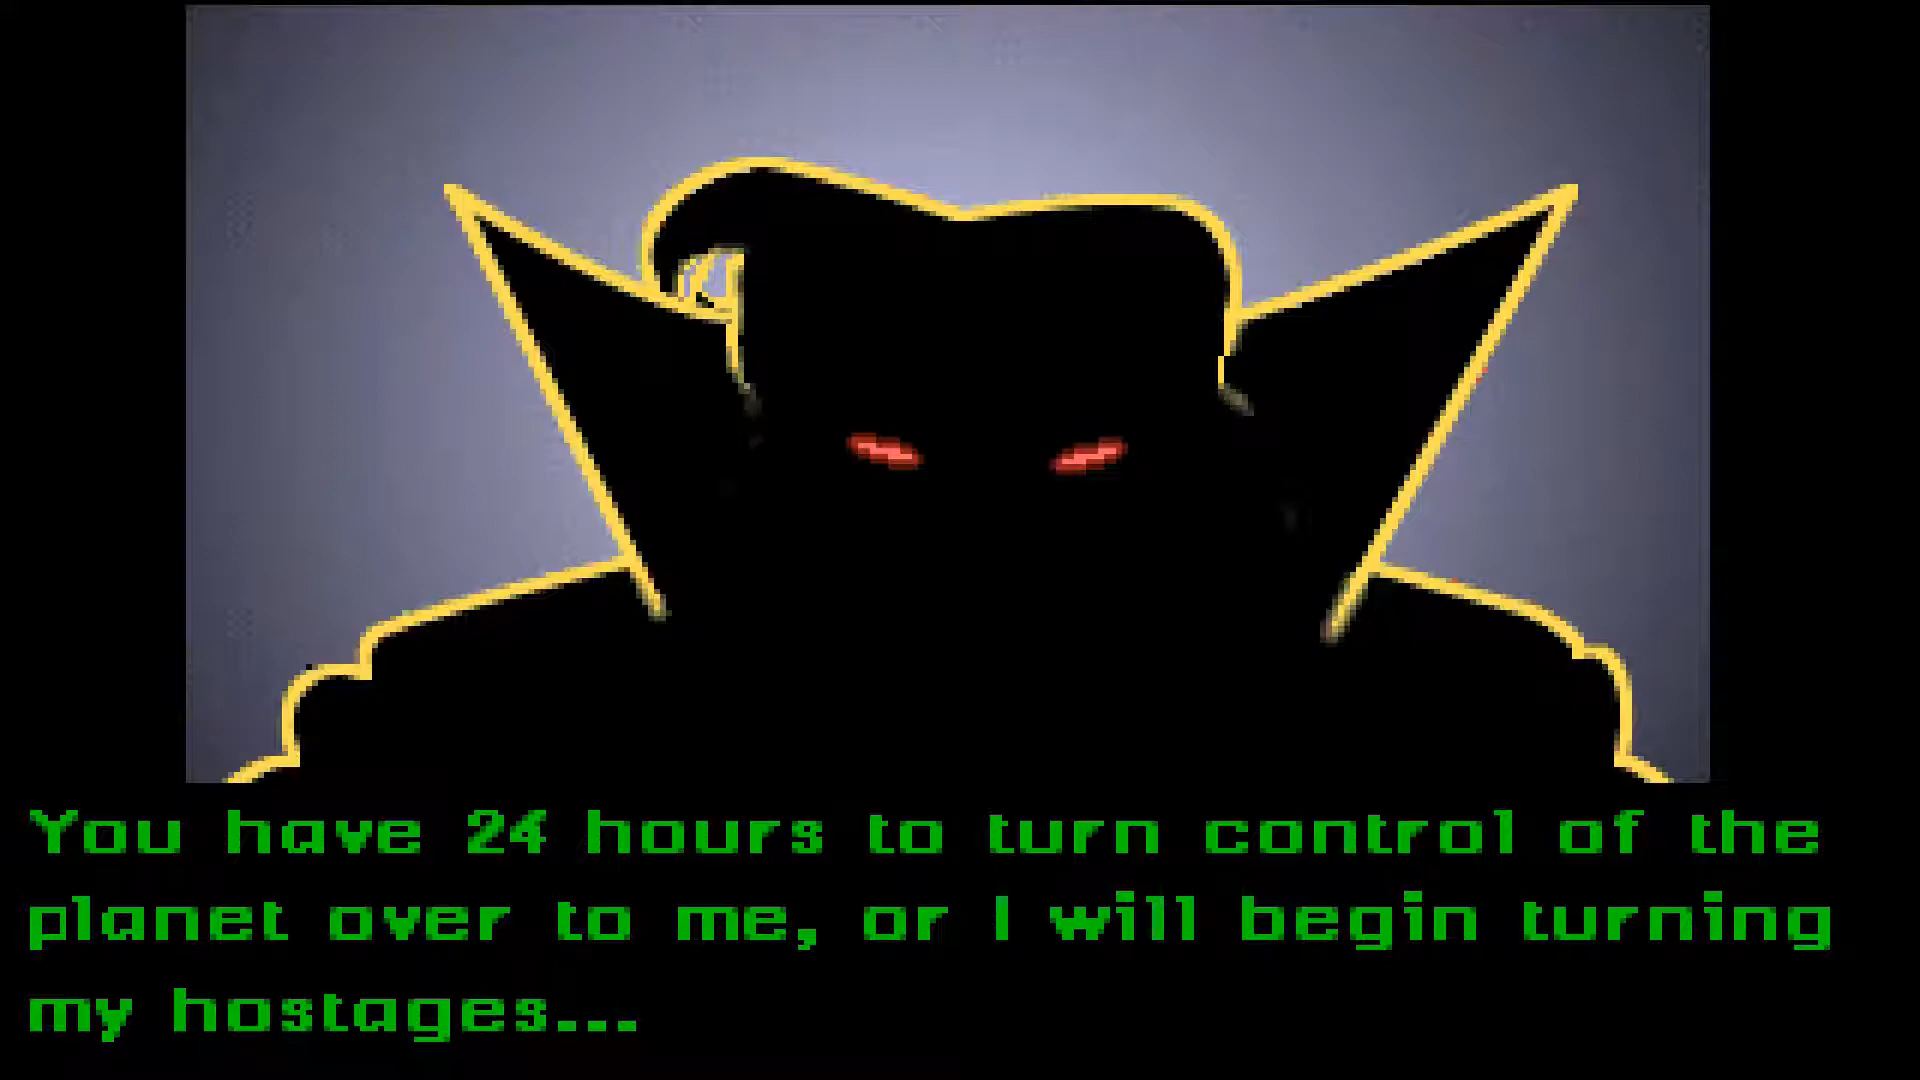 You have 24 hours to turn control of the
planet over to me, or I will begin turning
my hostages...